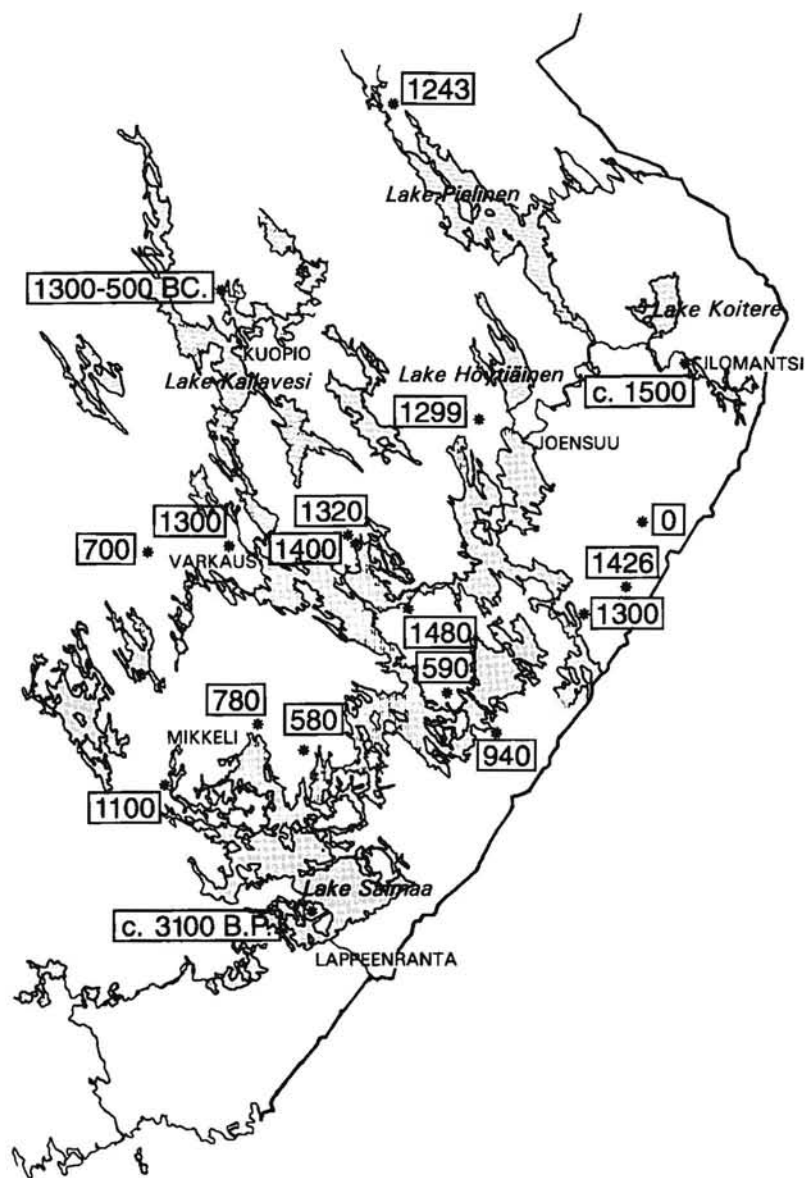 1243
Lake Pielinen
1300-500 BC.
Lake Koitere
KUOPIO
Lake Kallavesi
Lake Höytiäinen
ILOMANTSI
c. 1500
1299
JOENSUU
1300
1320
0
700
VARKAUS
1400
1426
1300
1480
590
780
580
MIKKELI
940
1100
Lake Saimaa
c. 3100 B.P.
LAPPEENRANTA